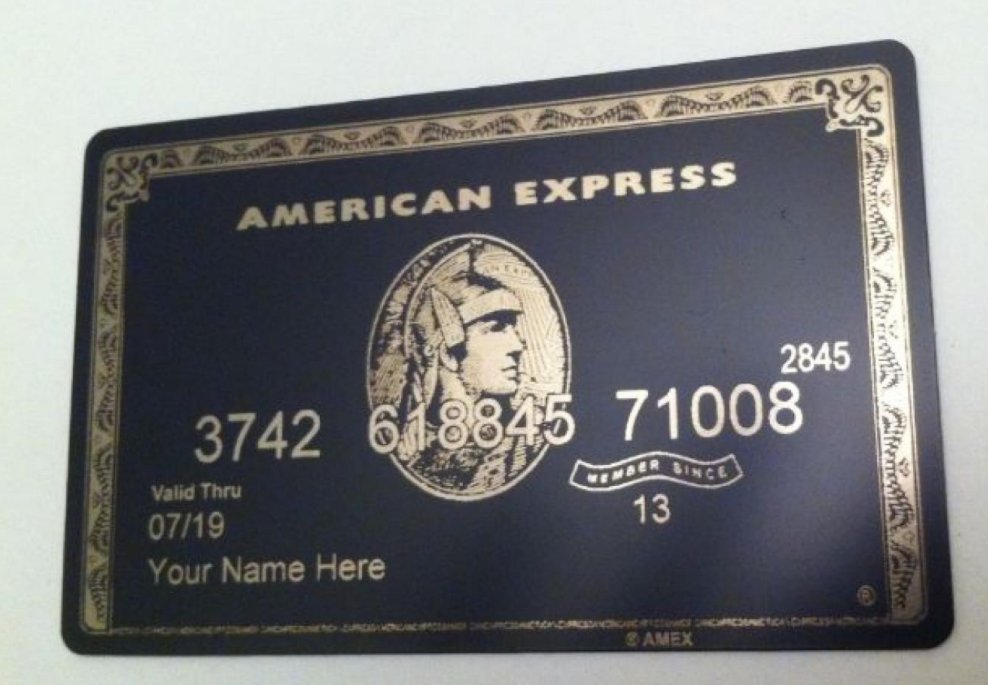 AMERICAN EXPRESS
2845
3742 618845 71008
MEMBER SINCE
Valid Thru
13
07/19
Your Name Here
®
© AMEX